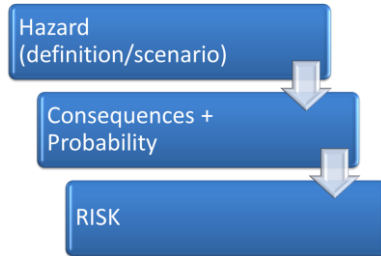 Hazard
(definition/scenario)
Consequences +
Probability
RISK